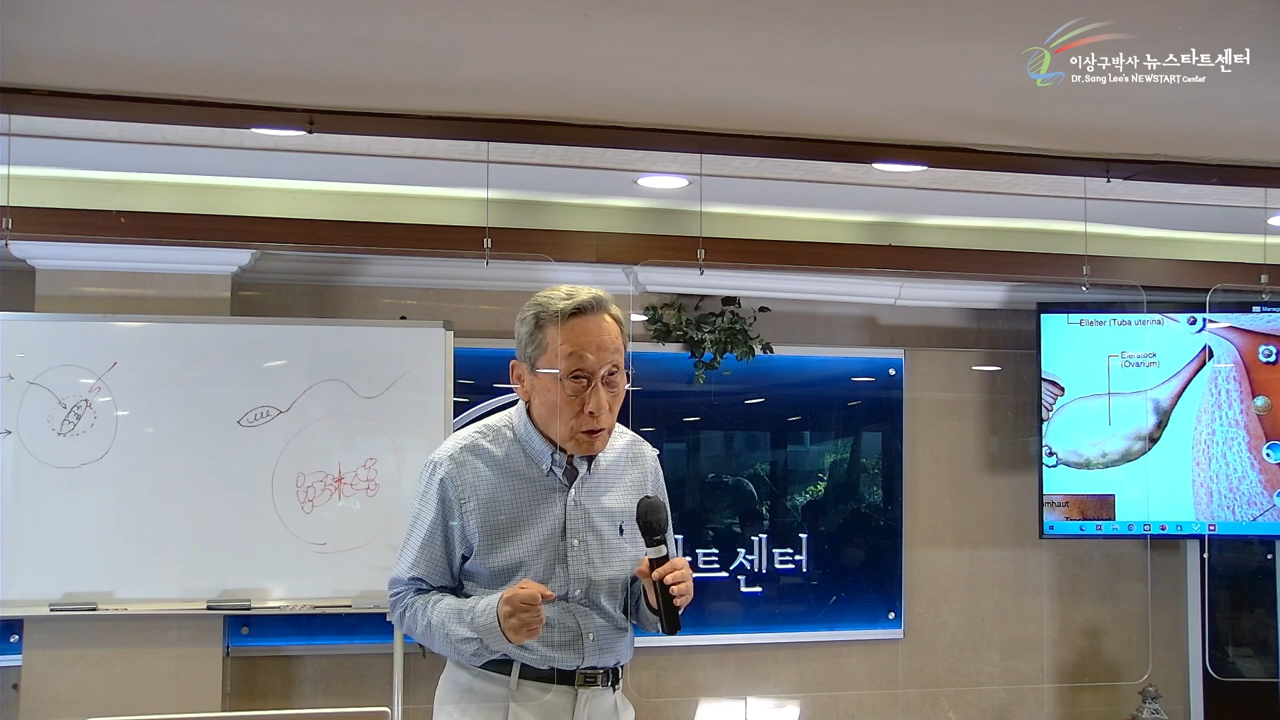 이상구박사 뉴스타트센터
Dr. Sang Lee's NEWSTART Center
Eileiter (Tuba uterina)
Eierstock
(Ovarium)
타트센터